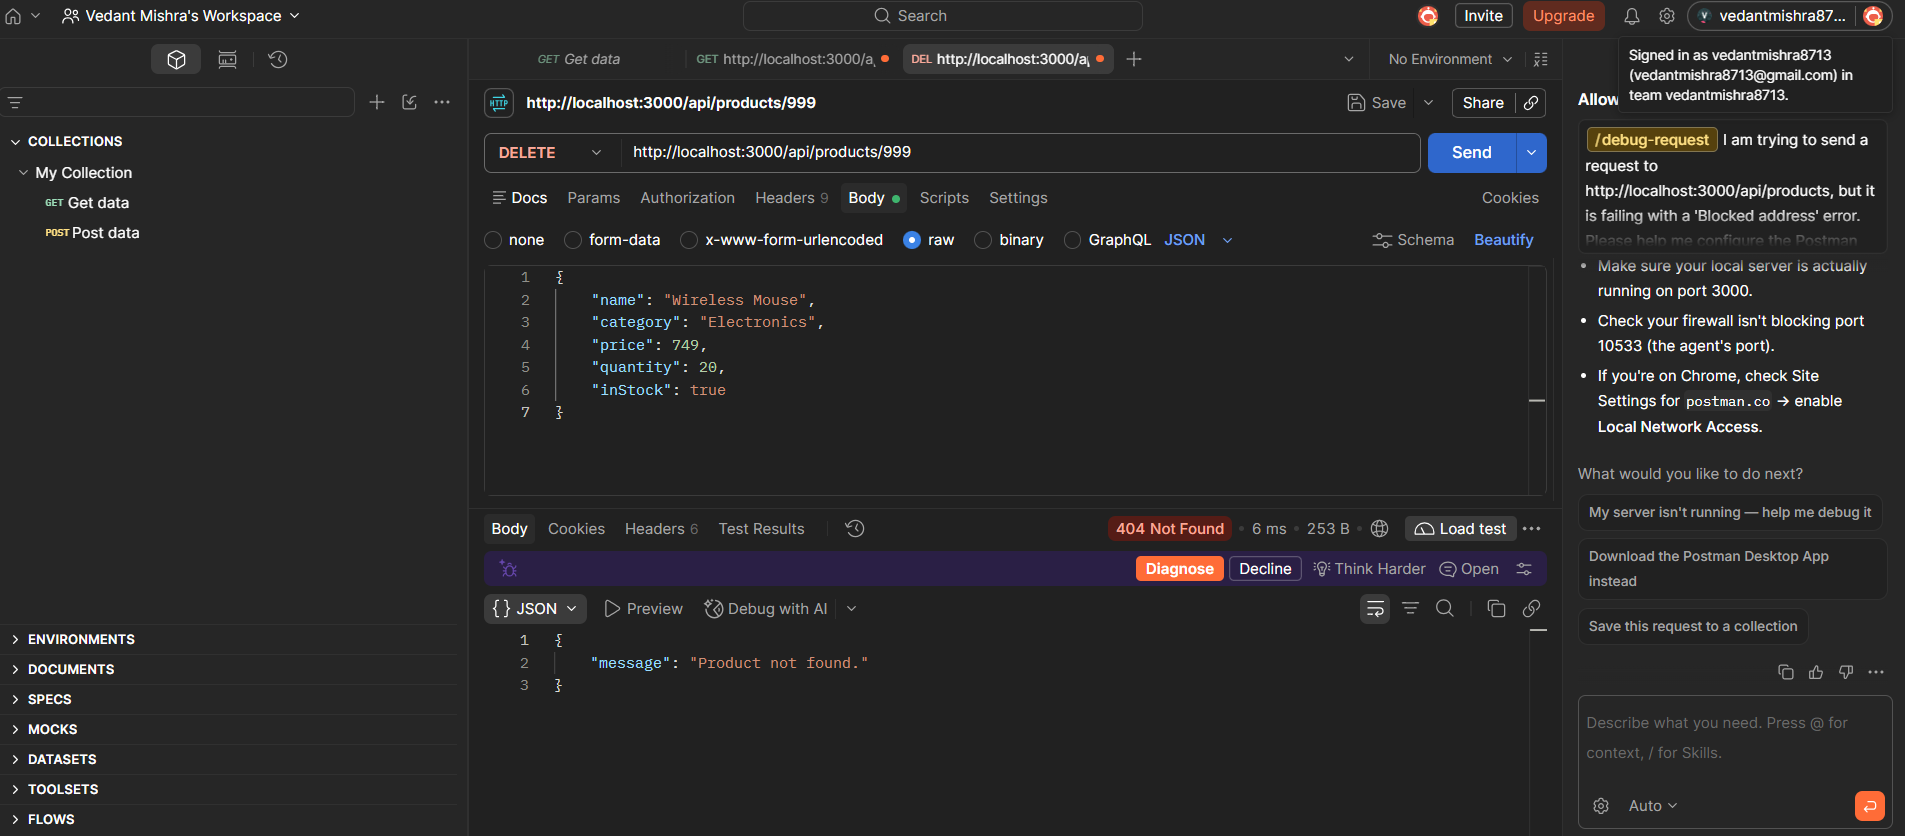 Vedant Mishra's Workspace
Search
Invite
Upgrade
vedantmishra87...
Signed in as vedantmishra8713
(vedantmishra8713@gmail.com) in
team vedantmishra8713.
COLLECTIONS
My Collection
GET Get data
POST Post data
ENVIRONMENTS
DOCUMENTS
SPECS
MOCKS
DATASETS
TOOLSETS
FLOWS
GET Get data
GET http://localhost:3000/a
DEL http://localhost:3000/a
No Environment
HTTP http://localhost:3000/api/products/999
Save
Share
DELETE http://localhost:3000/api/products/999
Send
Docs Params Authorization Headers 9 Body Scripts Settings
Cookies
none form-data x-www-form-urlencoded raw binary GraphQL JSON
Schema Beautify
1 {
2 "name": "Wireless Mouse",
3 "category": "Electronics",
4 "price": 749,
5 "quantity": 20,
6 "inStock": true
7 }
Body Cookies Headers 6 Test Results
404 Not Found • 6 ms • 253 B •
Load test
Diagnose Decline Think Harder Open
{} JSON Preview Debug with AI
1 {
2 "message": "Product not found."
3 }
Allow
/debug-request I am trying to send a
request to
http://localhost:3000/api/products, but it
is failing with a 'Blocked address' error.
Please help me configure the Postman
• Make sure your local server is actually
running on port 3000.
• Check your firewall isn't blocking port
10533 (the agent's port).
• If you're on Chrome, check Site
Settings for postman.co → enable
Local Network Access.
What would you like to do next?
My server isn't running — help me debug it
Download the Postman Desktop App
instead
Save this request to a collection
Describe what you need. Press @ for
context, / for Skills.
Auto